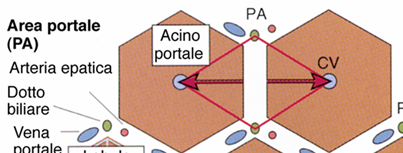 Area portale
(PA)
Arteria epatica
Dotto
biliare
Vena
portale
Acino
portale
PA
CV
P